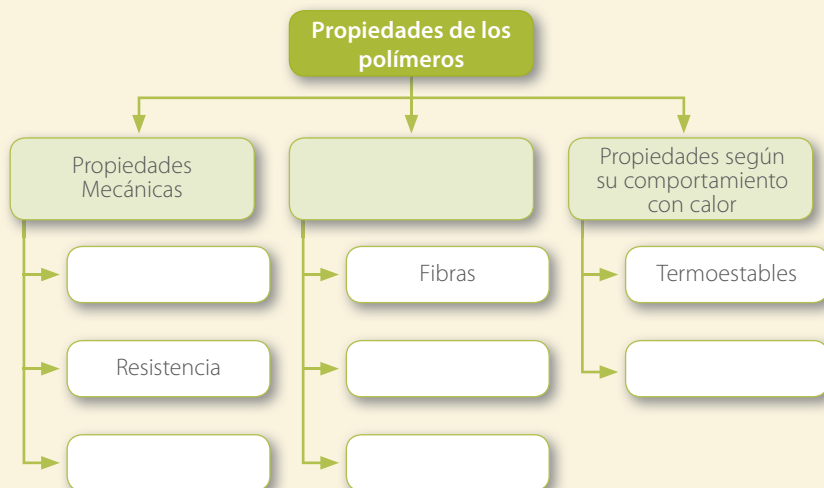 Propiedades de los
polímeros
Propiedades
Mecánicas
Propiedades según
su comportamiento
con calor
Fibras
Termoestables
Resistencia